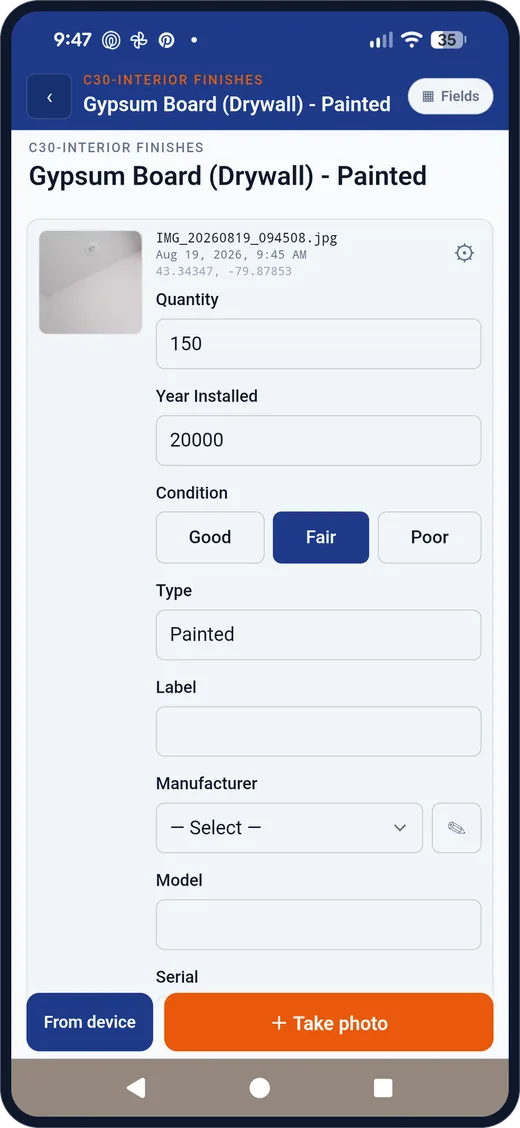 9:47
35
C30-INTERIOR FINISHES
Gypsum Board (Drywall) - Painted
Fields
C30-INTERIOR FINISHES
Gypsum Board (Drywall) - Painted
IMG_20260819_094508.jpg
Aug 19, 2026, 9:45 AM
43.34347, -79.87853
Quantity
150
Year Installed
20000
Condition
Good Fair Poor
Type
Painted
Label
Manufacturer
— Select —
Model
Serial
From device
+ Take photo